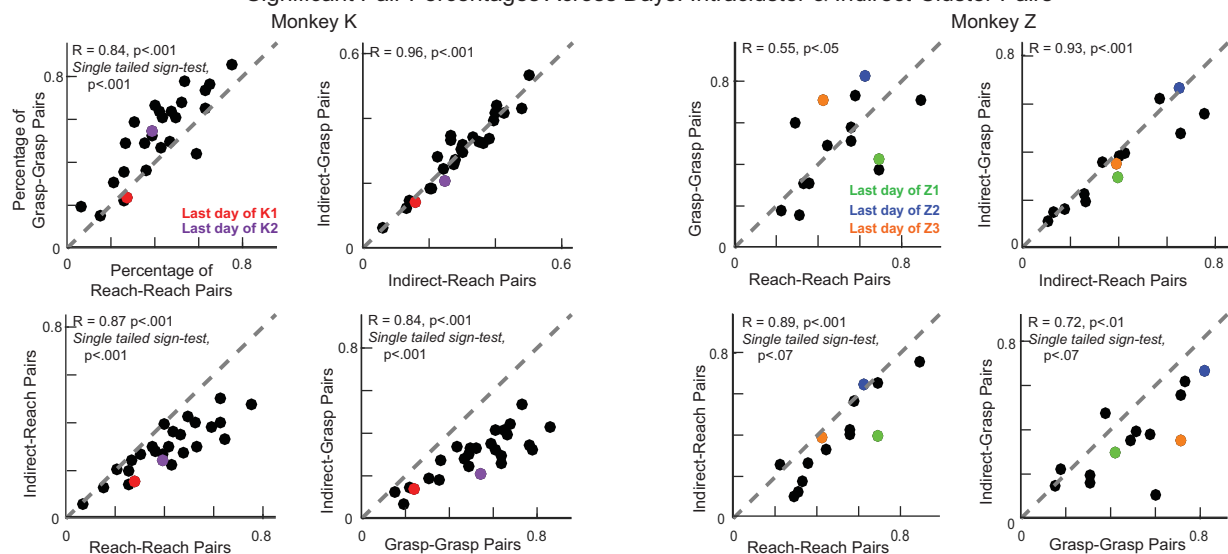 Significant Pair Percentages Across Days: Intracluster & Indirect-Cluster Pairs
Monkey K
Monkey Z
R = 0.84, p<.001
Single tailed sign-test,
p<.001
0.8
Percentage of
Grasp-Grasp Pairs
Last day of K1
Last day of K2
0
0
0.8
Percentage of
Reach-Reach Pairs
R = 0.96, p<.001
0.6
Indirect-Grasp Pairs
0
0
0.6
Indirect-Reach Pairs
R = 0.55, p<.05
0.8
Grasp-Grasp Pairs
Last day of Z1
Last day of Z2
Last day of Z3
0
0
0.8
Reach-Reach Pairs
R = 0.93, p<.001
0.8
Indirect-Grasp Pairs
0
0
0.8
Indirect-Reach Pairs
R = 0.87 p<.001
Single tailed sign-test,
p<.001
0.8
Indirect-Reach Pairs
0
0
0.8
Reach-Reach Pairs
R = 0.84, p<.001
Single tailed sign-test,
p<.001
0.8
Indirect-Grasp Pairs
0
0
0.8
Grasp-Grasp Pairs
R = 0.89, p<.001
Single tailed sign-test,
p<.07
0.8
Indirect-Reach Pairs
0
0
0.8
Reach-Reach Pairs
R = 0.72, p<.01
Single tailed sign-test,
p<.07
0.8
Indirect-Grasp Pairs
0
0
0.8
Grasp-Grasp Pairs